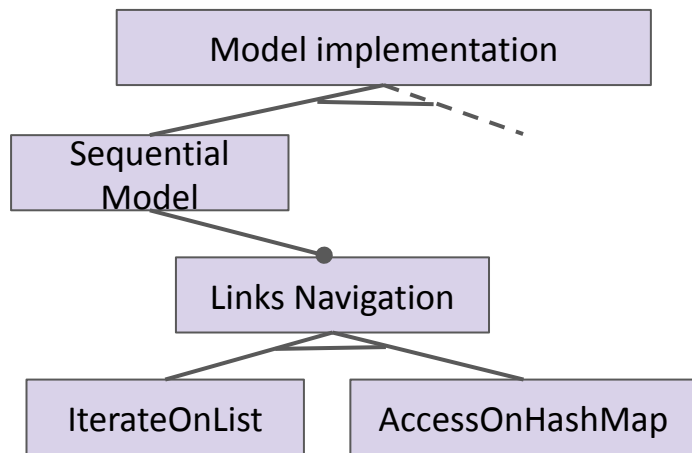 Model implementation
Sequential
Model
Links Navigation
IterateOnList
AccessOnHashMap